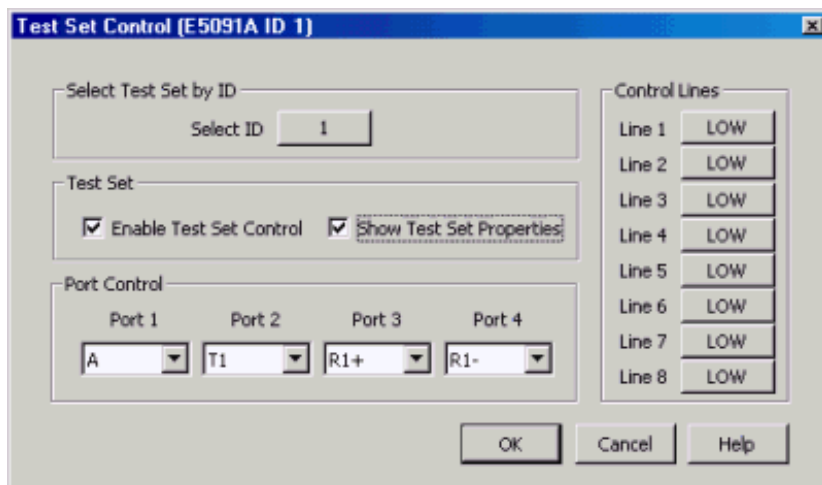 Test Set Control (E5091A ID 1)
Select Test Set by ID
Select ID 1
Test Set
Enable Test Set Control Show Test Set Properties
Port Control
Port 1 Port 2 Port 3 Port 4
A T1 R1+ R1-
Control Lines
Line 1 LOW
Line 2 LOW
Line 3 LOW
Line 4 LOW
Line 5 LOW
Line 6 LOW
Line 7 LOW
Line 8 LOW
OK Cancel Help